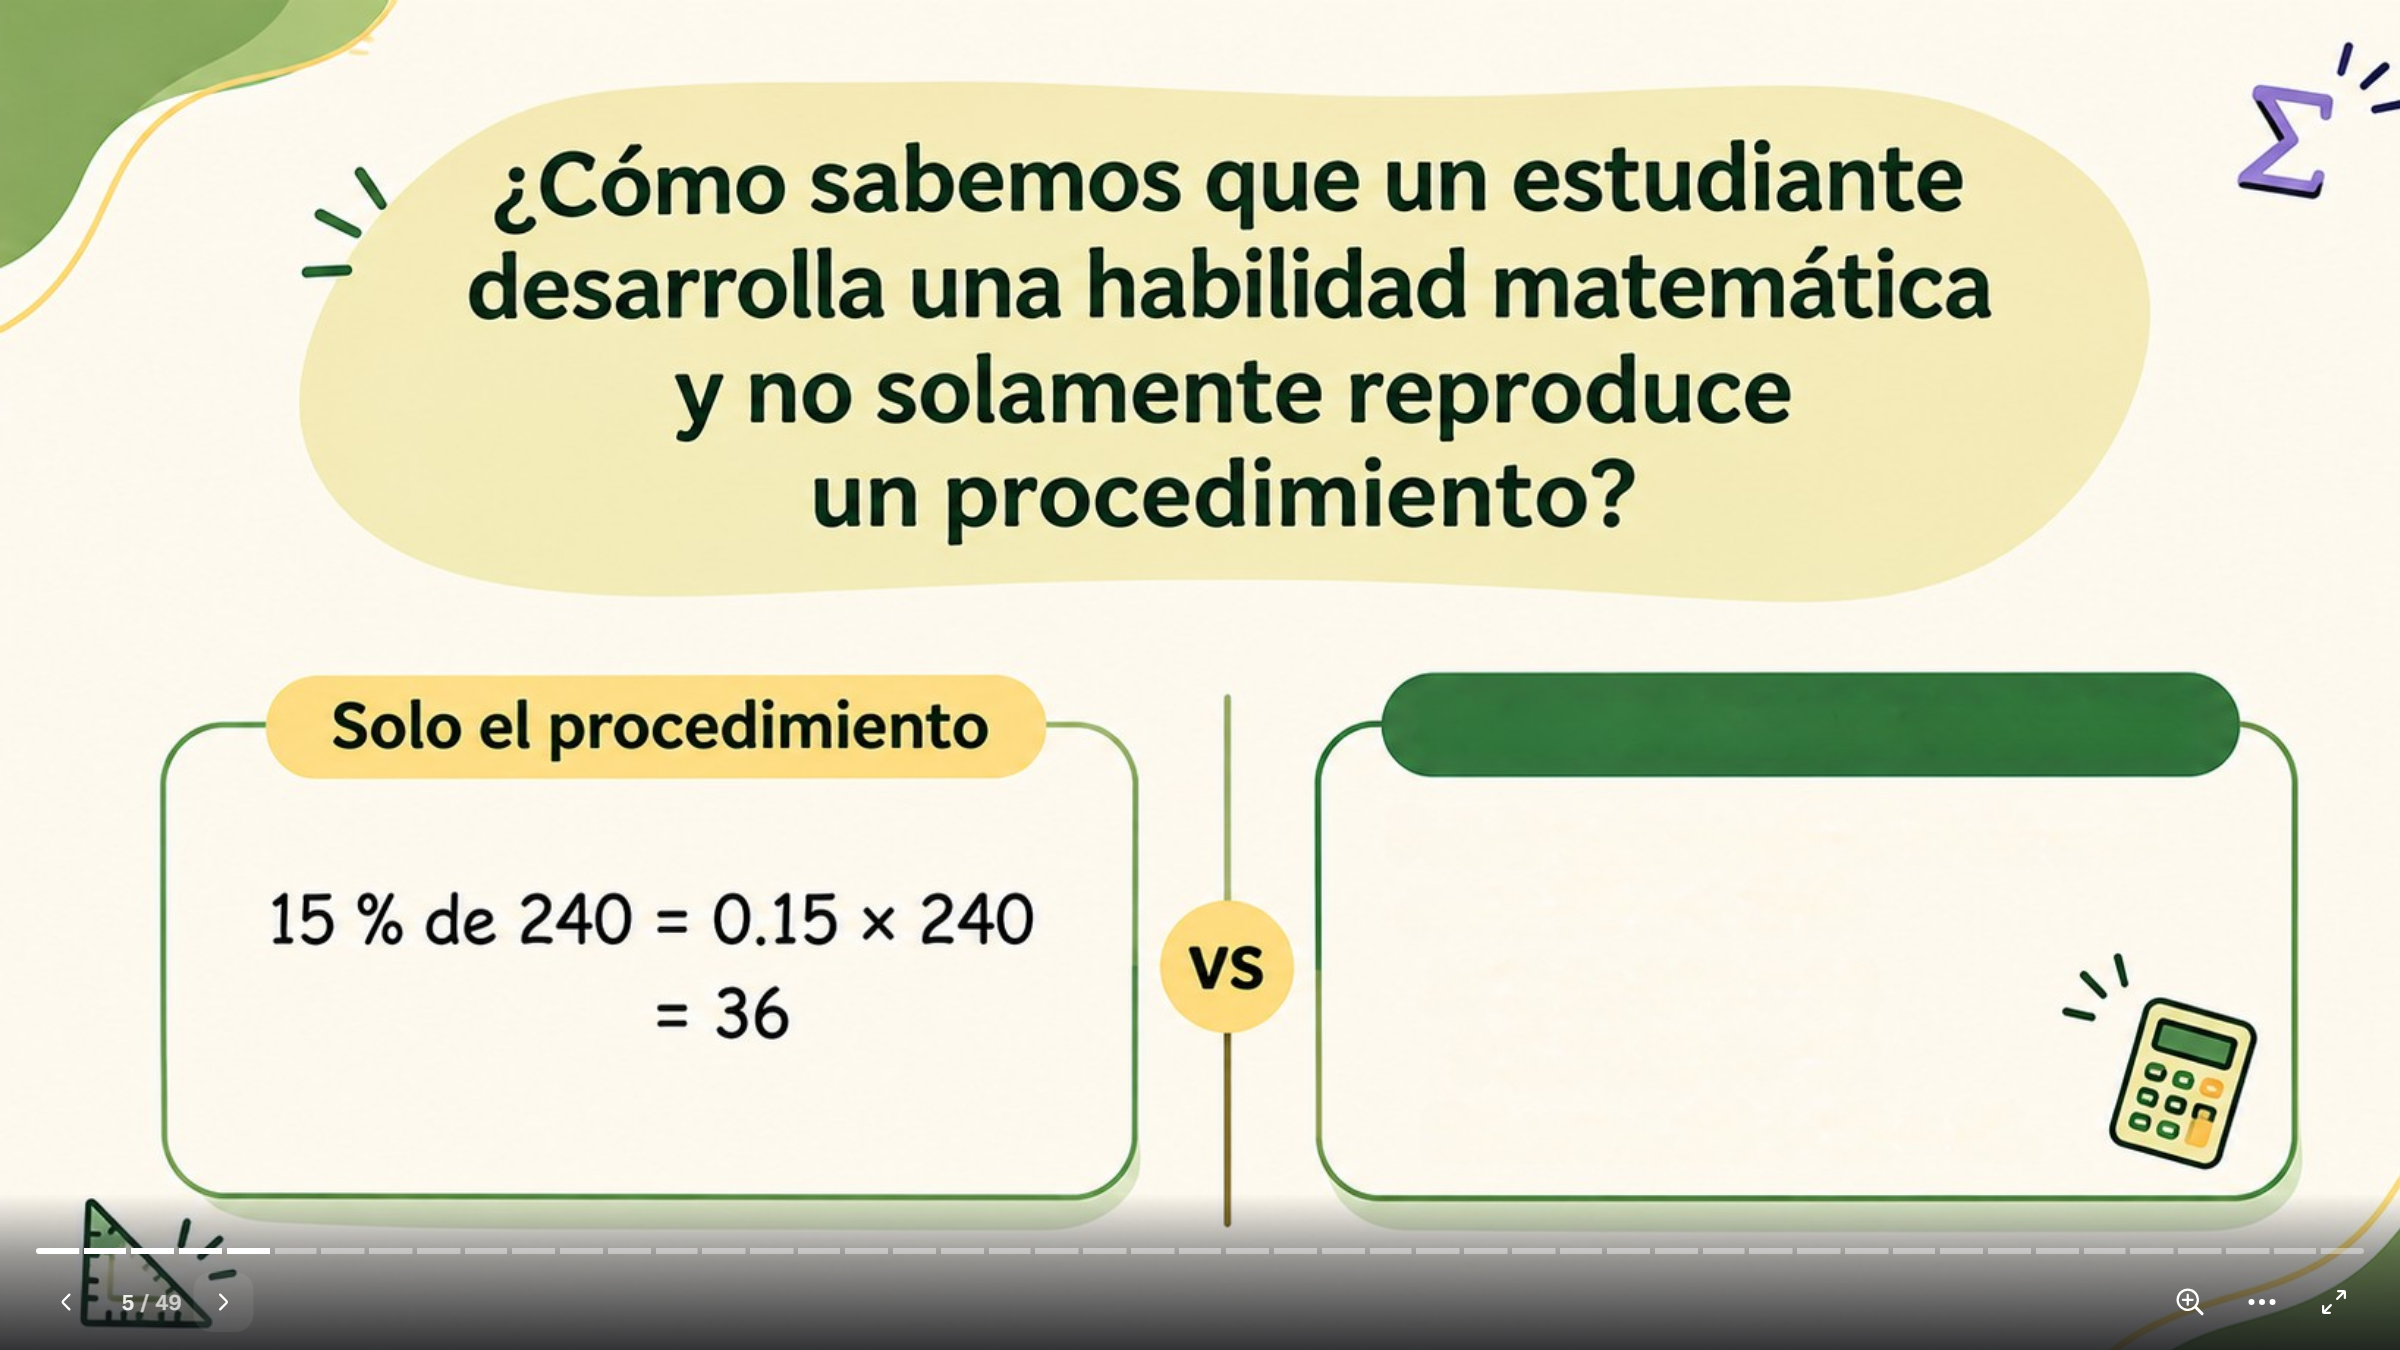 ¿Cómo sabemos que un estudiante
desarrolla una habilidad matemática
y no solamente reproduce
un procedimiento?
Σ
Solo el procedimiento
15 % de 240 = 0.15 × 240
= 36
VS
5 / 49